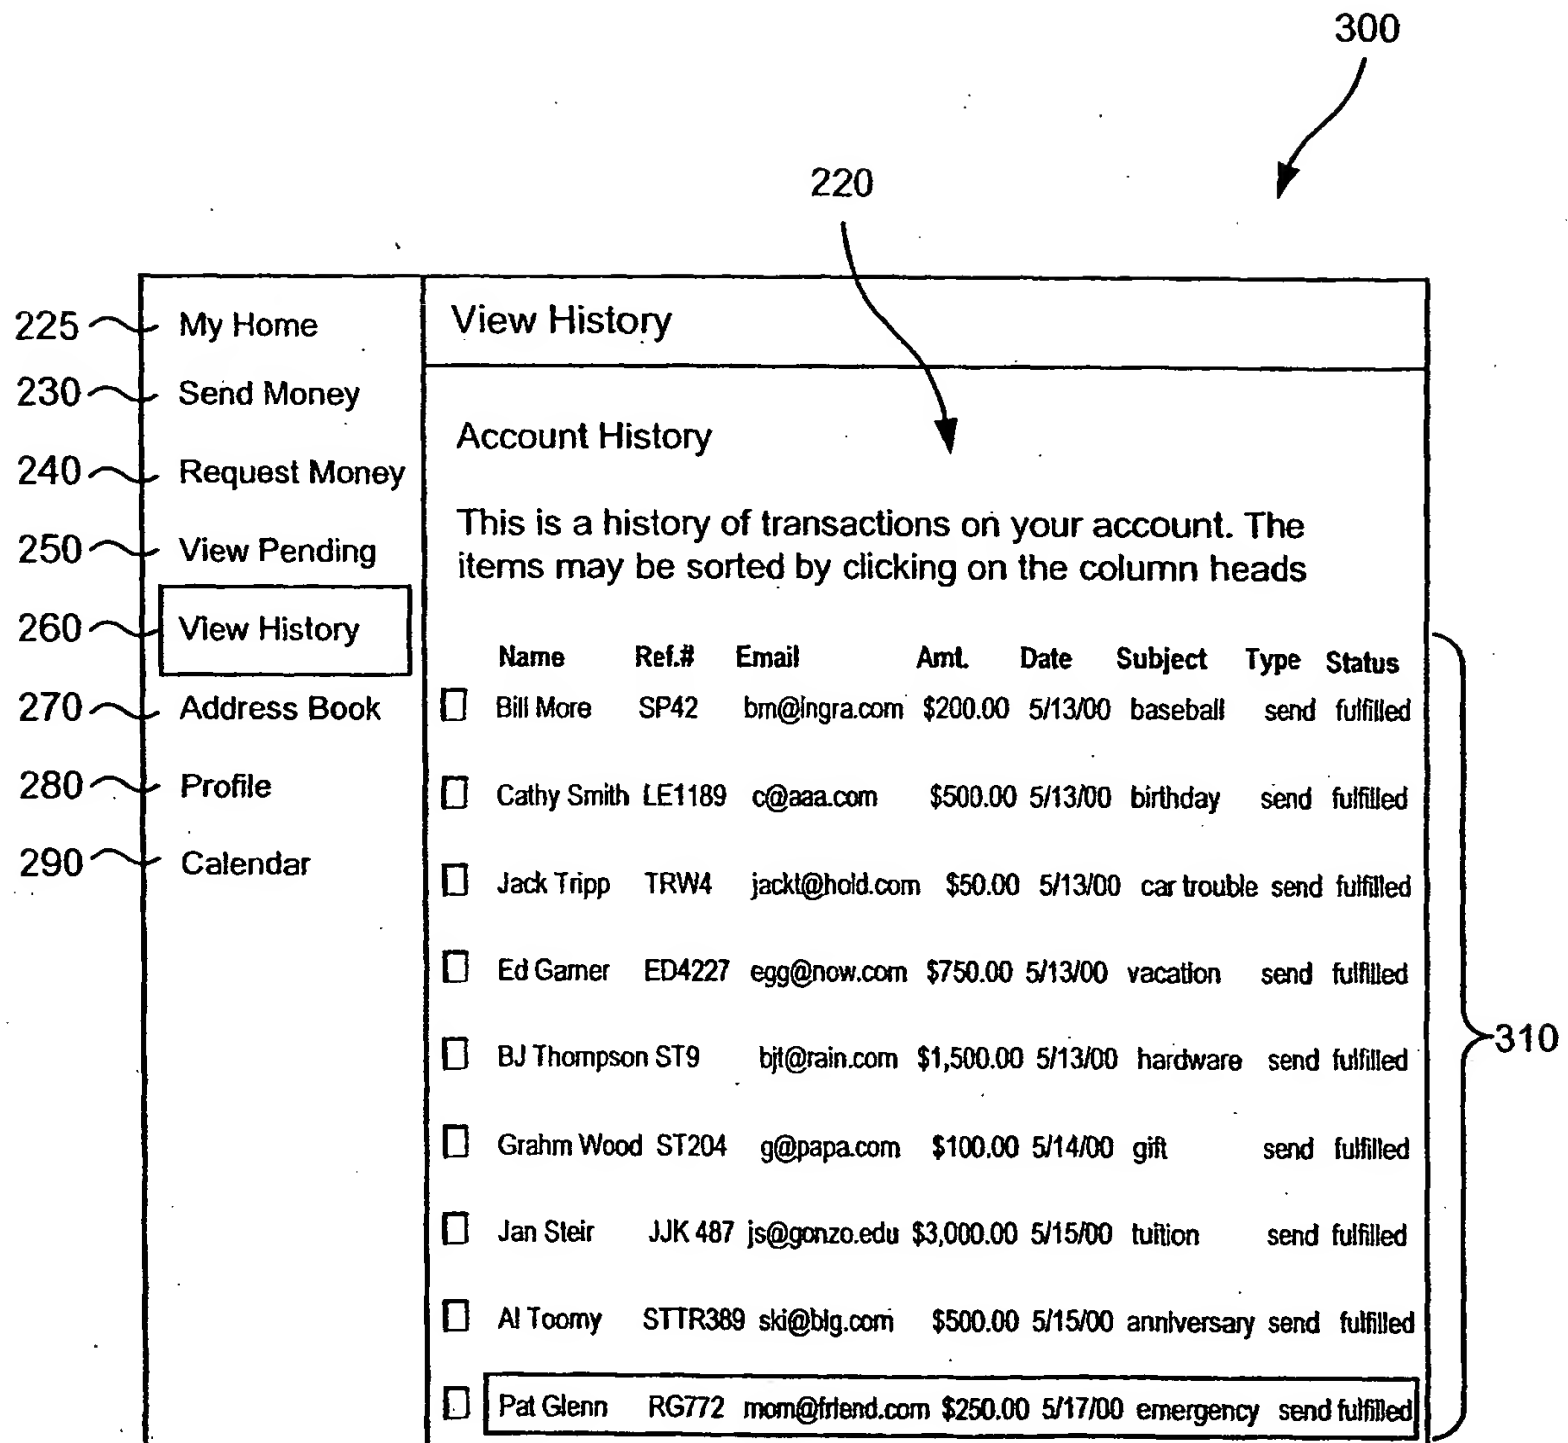 300
220
225 My Home
230 Send Money
240 Request Money
250 View Pending
260 View History
270 Address Book
280 Profile
290 Calendar
View History
Account History
This is a history of transactions on your account. The
items may be sorted by clicking on the column heads
Name Ref.# Email Amt. Date Subject Type Status
Bill More SP42 bm@ingra.com $200.00 5/13/00 baseball send fulfilled
Cathy Smith LE1189 c@aaa.com $500.00 5/13/00 birthday send fulfilled
Jack Tripp TRW4 jackt@hold.com $50.00 5/13/00 car trouble send fulfilled
Ed Garner ED4227 egg@now.com $750.00 5/13/00 vacation send fulfilled
BJ Thompson ST9 bjt@rain.com $1,500.00 5/13/00 hardware send fulfilled
Grahm Wood ST204 g@papa.com $100.00 5/14/00 gift send fulfilled
Jan Steir JJK 487 js@gonzo.edu $3,000.00 5/15/00 tuition send fulfilled
Al Toomy STTR389 ski@big.com $500.00 5/15/00 anniversary send fulfilled
Pat Glenn RG772 mom@friend.com $250.00 5/17/00 emergency send fulfilled
310